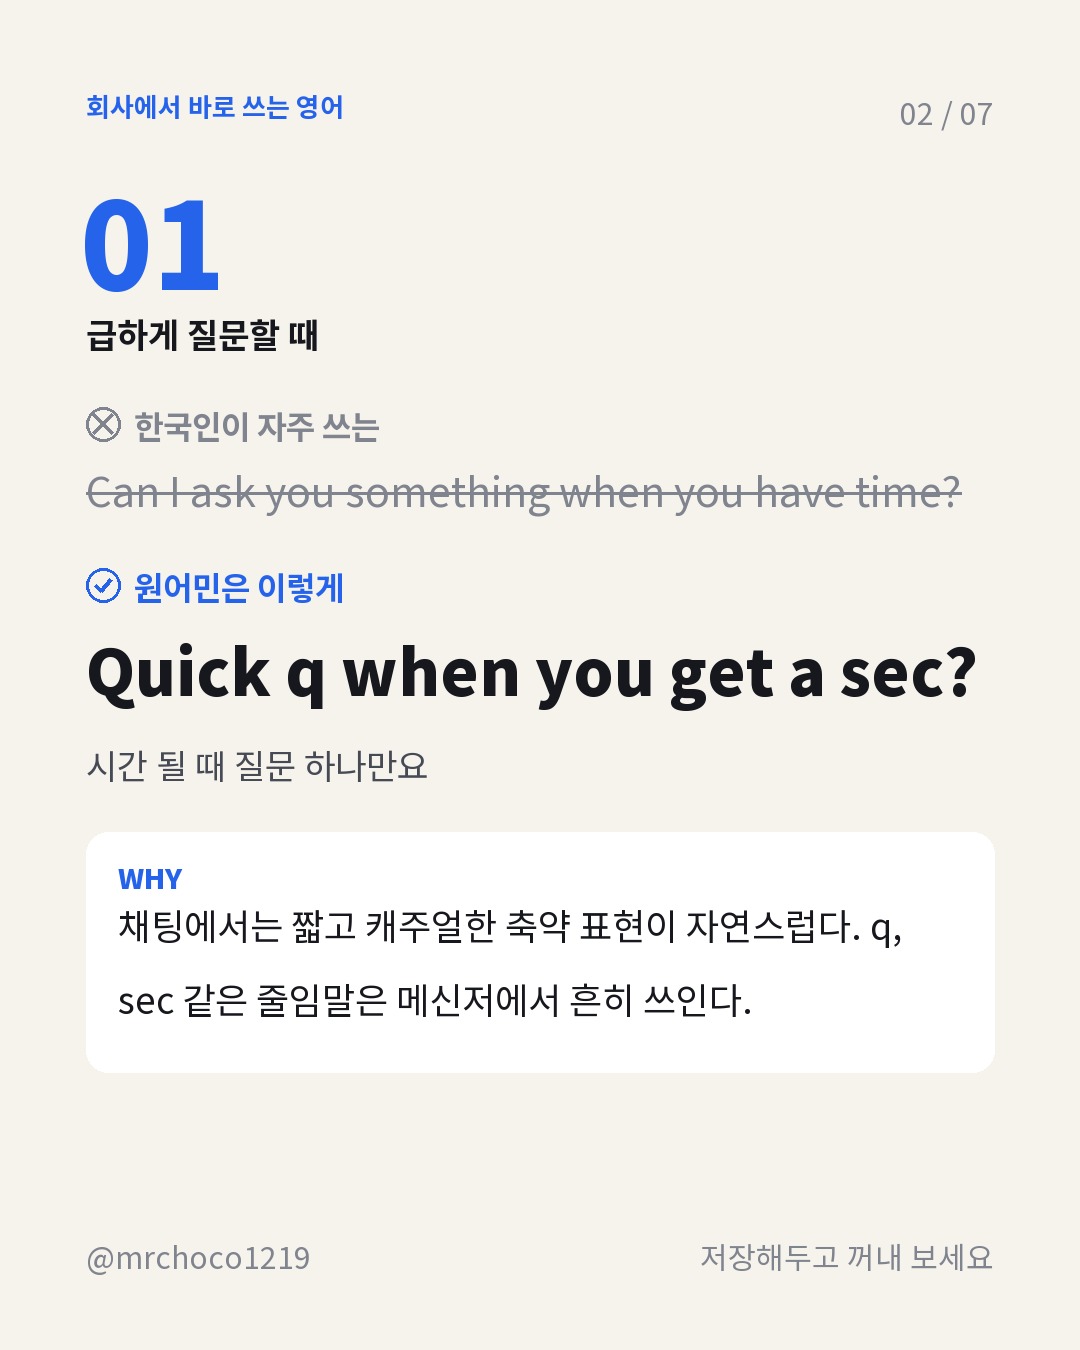 회사에서 바로 쓰는 영어
02 / 07
01
급하게 질문할 때
한국인이 자주 쓰는
Can I ask you something when you have time?
원어민은 이렇게
Quick q when you get a sec?
시간 될 때 질문 하나만요
WHY
채팅에서는 짧고 캐주얼한 축약 표현이 자연스럽다. q,
sec 같은 줄임말은 메신저에서 흔히 쓰인다.
@mrchoco1219
저장해두고 꺼내 보세요